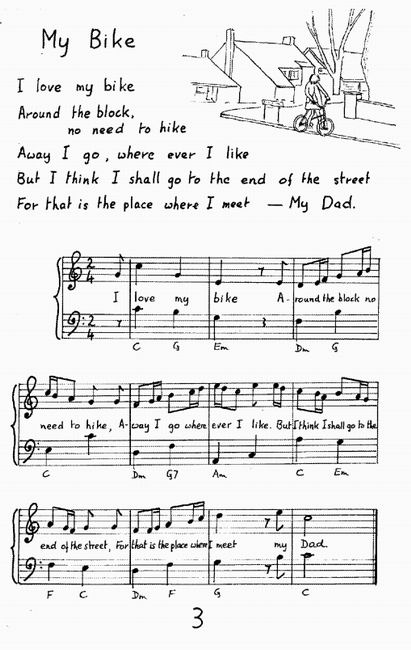 My Bike
I love my bike
Around the block,
no need to hike
Away I go, where ever I like
But I think I shall go to the end of the street
For that is the place where I meet — My Dad.
2 4
I love my bike A-round the block no
2 4
C G Em Dm G
need to hike, A-way I go where ever I like. But I think I shall go to the
C Dm G7 Am C Em
end of the street, For that is the place where I meet my Dad.
F C Dm F G C
3